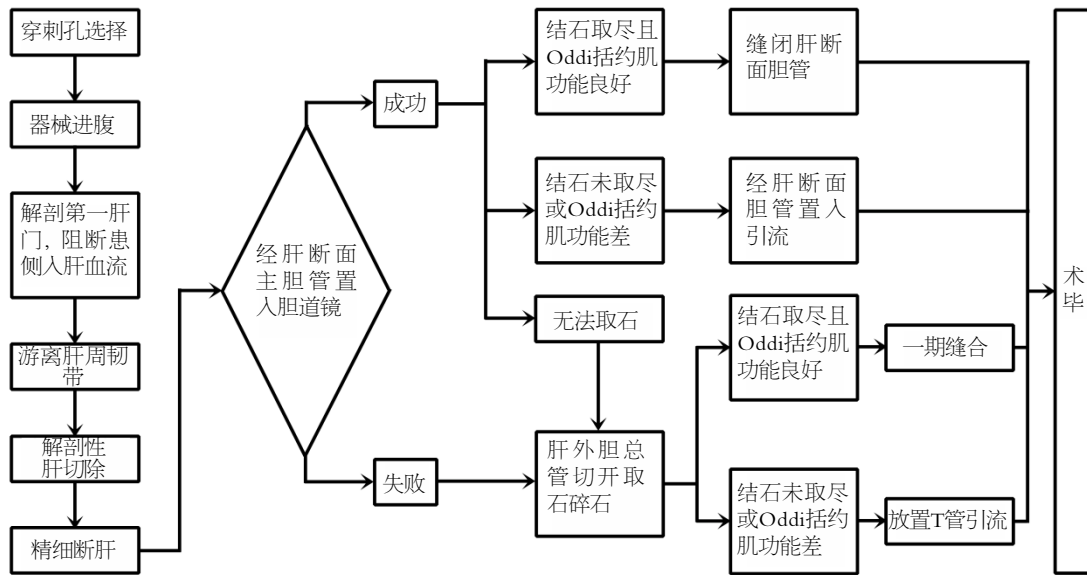 穿刺孔选择
器械进腹
解剖第一肝
门，阻断患
侧入肝血流
游离肝周韧
带
解剖性
肝切除
精细断肝
经肝断面
主胆管置
入胆道镜
成功
失败
结石取尽且
Oddi括约肌
功能良好
缝闭肝断
面胆管
结石未取尽
或Oddi括约
肌功能差
经肝断面
胆管置入
引流
无法取石
肝外胆总
管切开取
石碎石
结石取尽且
Oddi括约肌
功能良好
一期缝合
结石未取尽
或Oddi括约
肌功能差
放置T管引流
术
毕